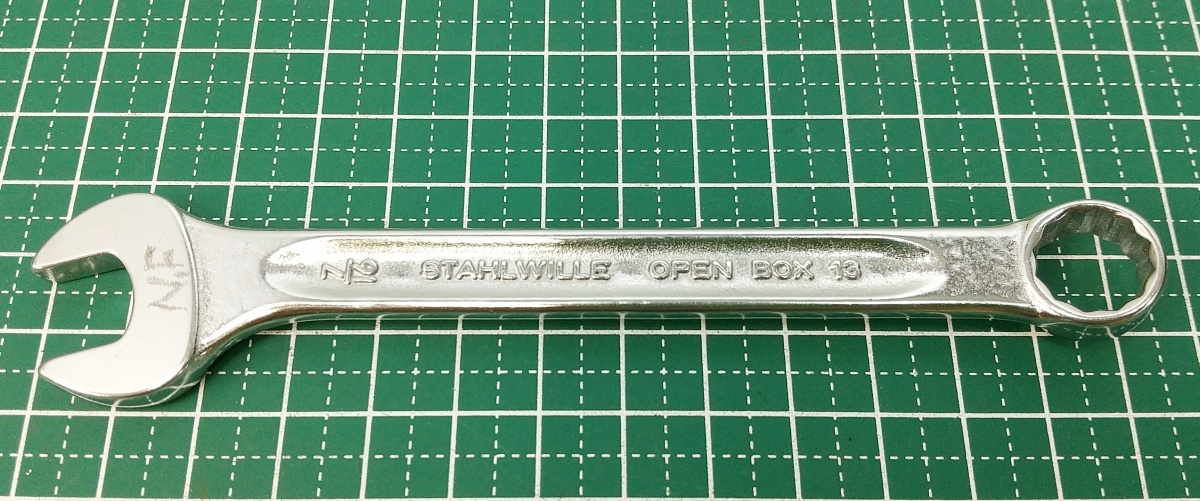 N.F
STAHLWILLE OPEN BOX 13